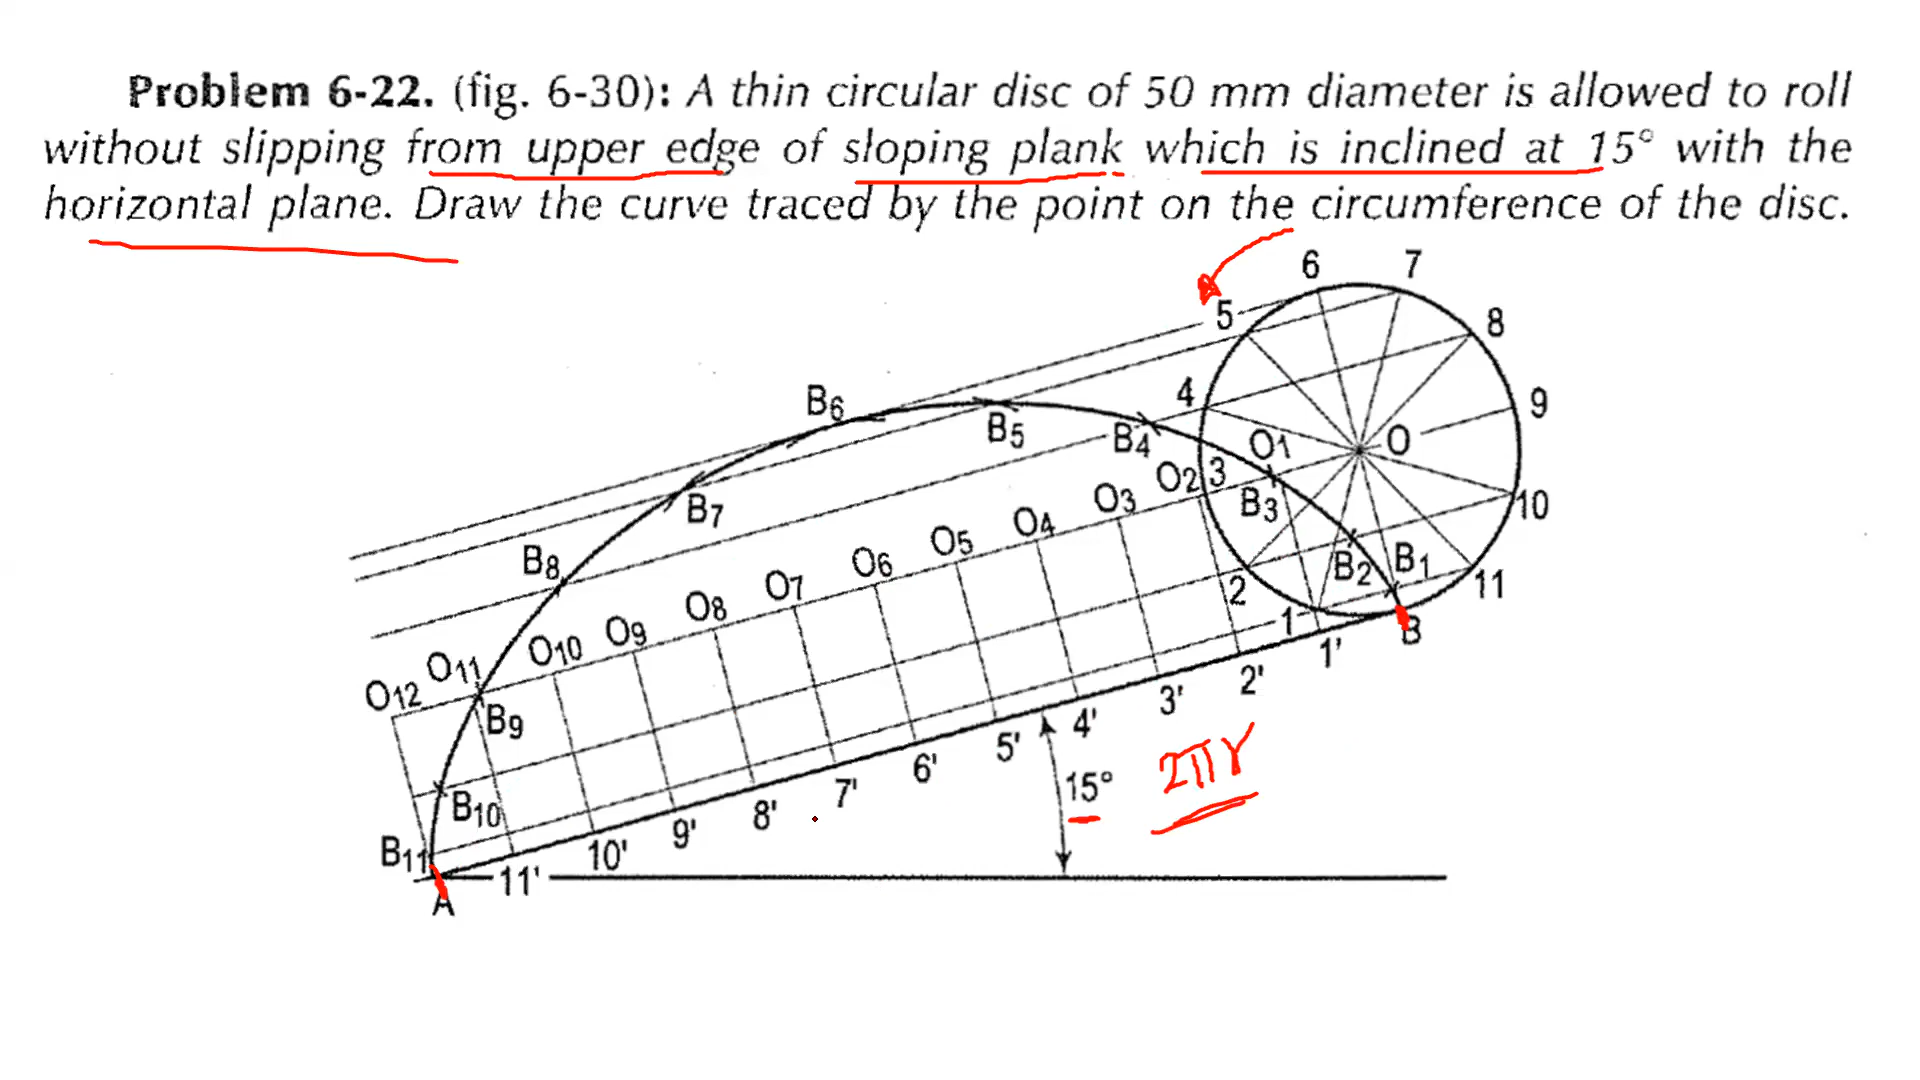 Problem 6-22. (fig. 6-30): A thin circular disc of 50 mm diameter is allowed to roll
without slipping from upper edge of sloping plank which is inclined at 15° with the
horizontal plane. Draw the curve traced by the point on the circumference of the disc.
6 7
5 8
4 9
B6 B5 B4 O1 O
B7 O3 O2 3 B3 10
B8 O7 O6 O5 O4 B2 B1 11
O12 O11 O10 O9 O8 2 1 B
B9 1'
2'
3'
4'
5'
6'
2πr
15°
B10 7'
8'
9'
B11 10'
11'
A